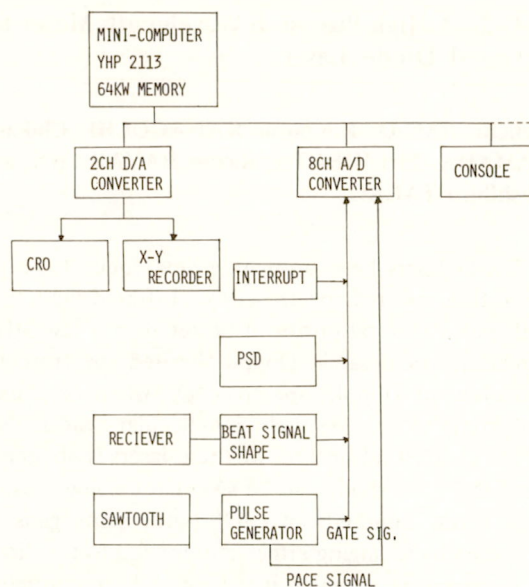 MINI-COMPUTER
YHP 2113
64KW MEMORY
2CH D/A
CONVERTER
8CH A/D
CONVERTER
CONSOLE
CRO
X-Y
RECORDER
INTERRUPT
PSD
RECIEVER
BEAT SIGNAL
SHAPE
SAWTOOTH
PULSE
GENERATOR
GATE SIG.
PACE SIGNAL